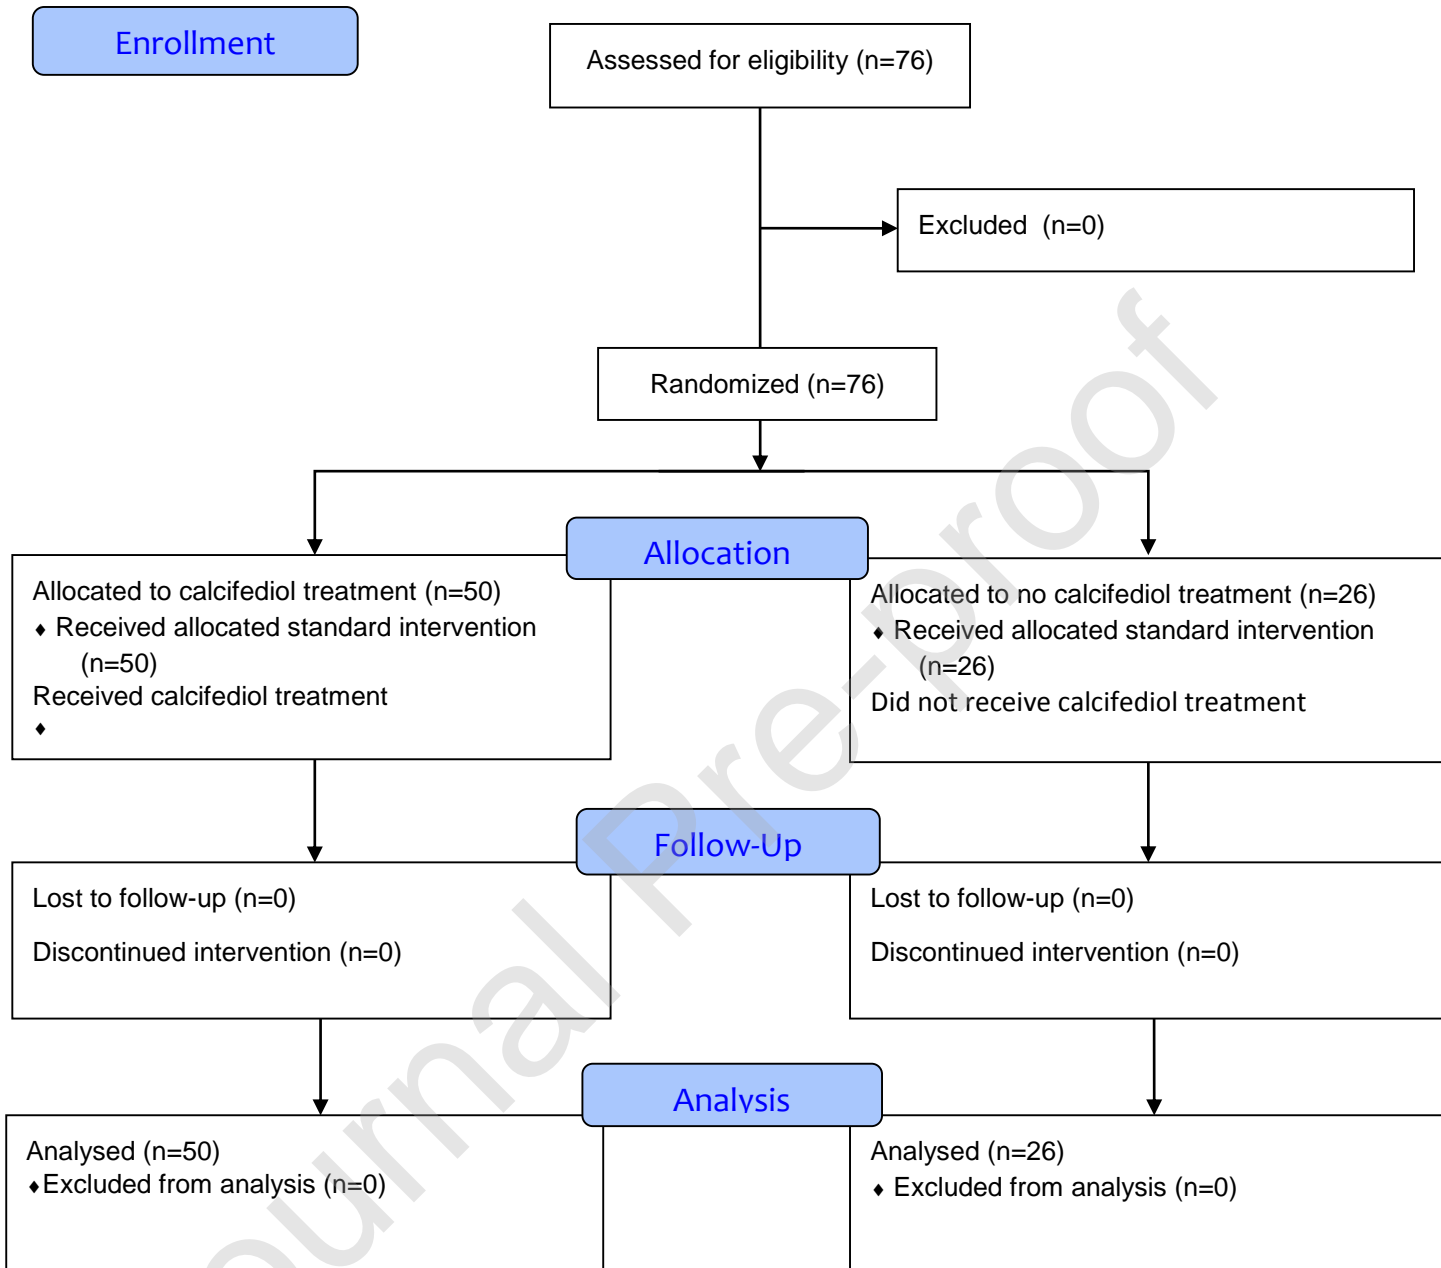 Enrollment
Assessed for eligibility (n=76)
Excluded (n=0)
Randomized (n=76)
Allocation
Allocated to calcifediol treatment (n=50)
♦ Received allocated standard intervention
(n=50)
Received calcifediol treatment
♦
Allocated to no calcifediol treatment (n=26)
♦ Received allocated standard intervention
(n=26)
Did not receive calcifediol treatment
Follow-Up
Lost to follow-up (n=0)
Discontinued intervention (n=0)
Lost to follow-up (n=0)
Discontinued intervention (n=0)
Analysis
Analysed (n=50)
♦Excluded from analysis (n=0)
Analysed (n=26)
♦ Excluded from analysis (n=0)
urnal Pre-proof